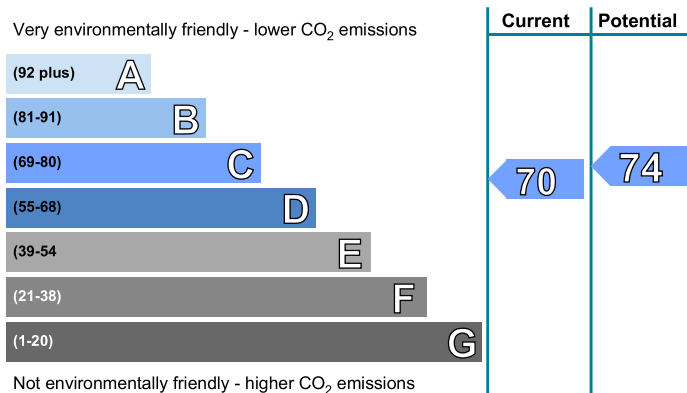 Very environmentally friendly - lower CO2 emissions
Current
Potential
(92 plus) A
(81-91) B
(69-80) C
(55-68) D
(39-54 E
(21-38) F
(1-20) G
70
74
Not environmentally friendly - higher CO2 emissions